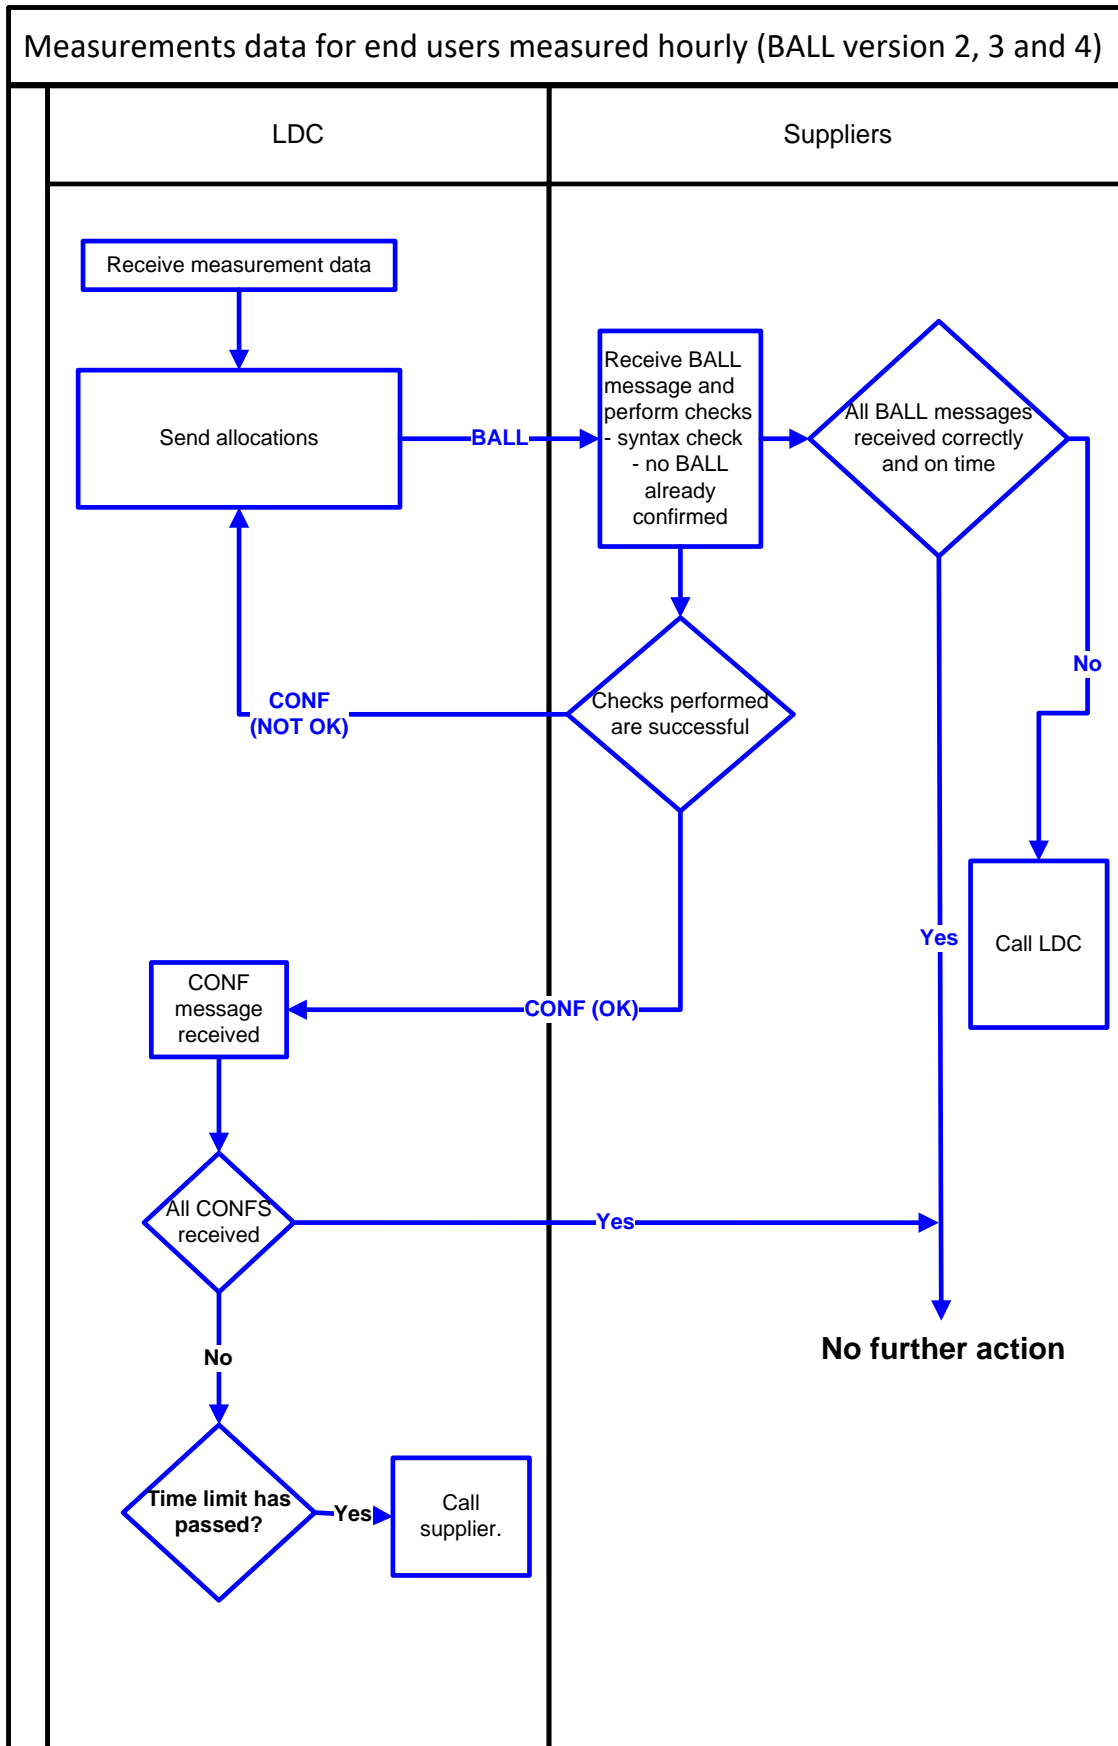 Measurements data for end users measured hourly (BALL version 2, 3 and 4)
LDC
Suppliers
Receive measurement data
Send allocations
BALL
Receive BALL
message and
perform checks
- syntax check
- no BALL
already
confirmed
All BALL messages
received correctly
and on time
No
CONF
(NOT OK)
Checks performed
are successful
Yes
Call LDC
CONF
message
received
CONF (OK)
All CONFS
received
Yes
No
No further action
Time limit has
passed?
Yes
Call
supplier.